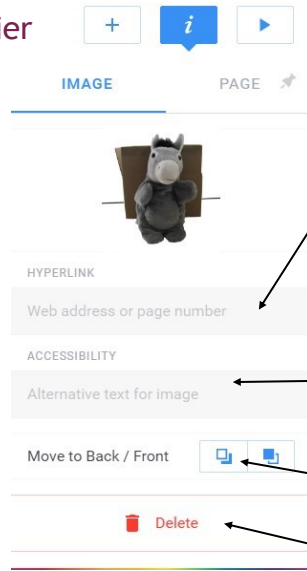 ier
i
IMAGE PAGE
HYPERLINK
Web address or page number
ACCESSIBILITY
Alternative text for image
Move to Back / Front
Delete